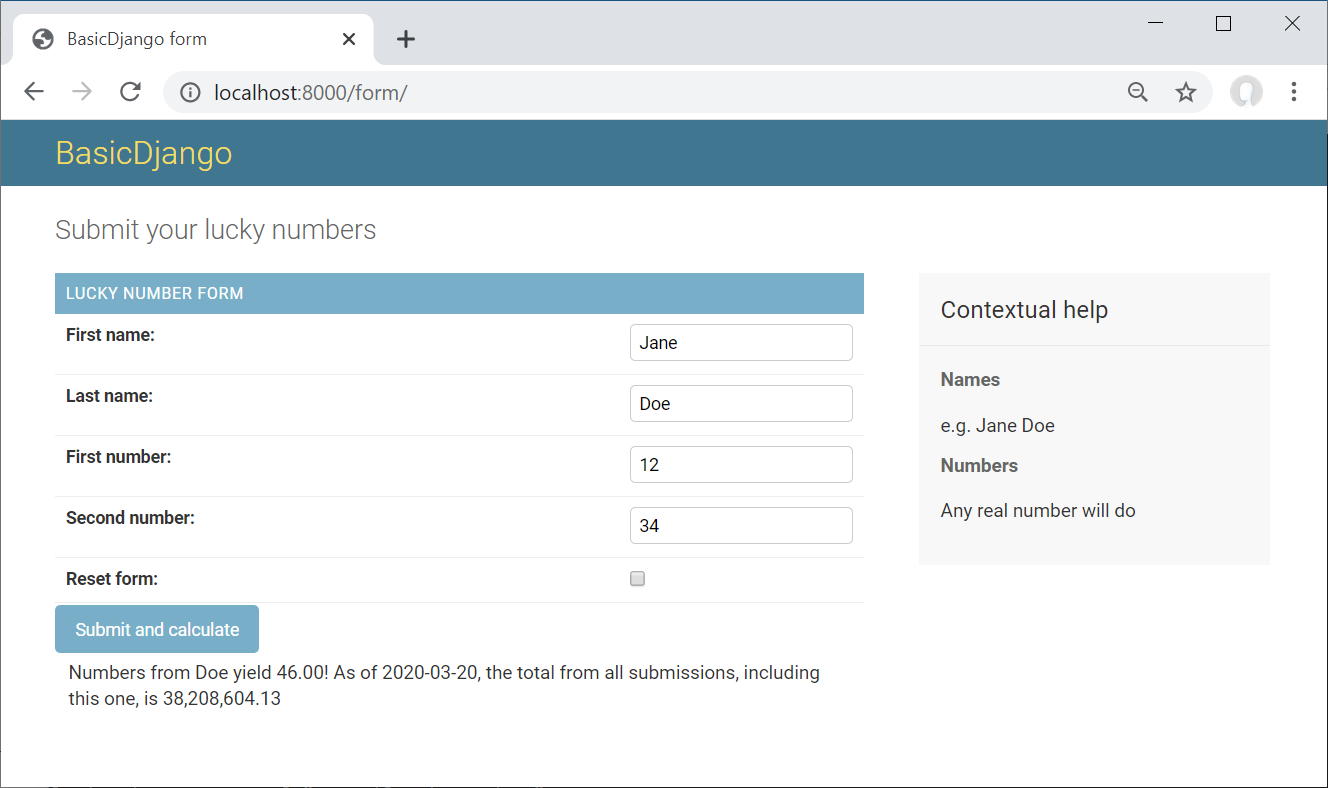 BasicDjango form
localhost:8000/form/
BasicDjango
Submit your lucky numbers
LUCKY NUMBER FORM
First name:
Jane
Last name:
Doe
First number:
12
Second number:
34
Reset form:
Submit and calculate
Numbers from Doe yield 46.00! As of 2020-03-20, the total from all submissions, including
this one, is 38,208,604.13
Contextual help
Names
e.g. Jane Doe
Numbers
Any real number will do